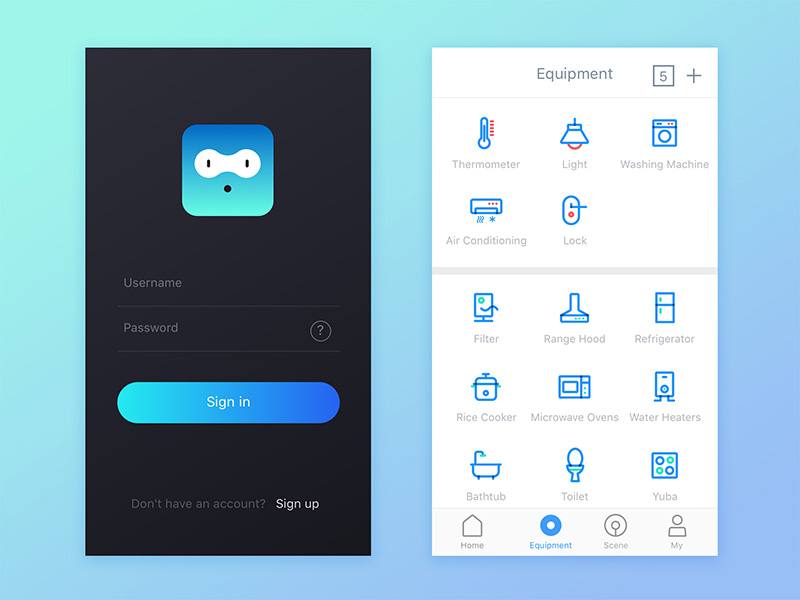 Username
Password
?
Sign in
Don't have an account? Sign up
Equipment 5
Thermometer Light Washing Machine
Air Conditioning Lock
Filter Range Hood Refrigerator
Rice Cooker Microwave Ovens Water Heaters
Bathtub Toilet Yuba
Home Equipment Scene My